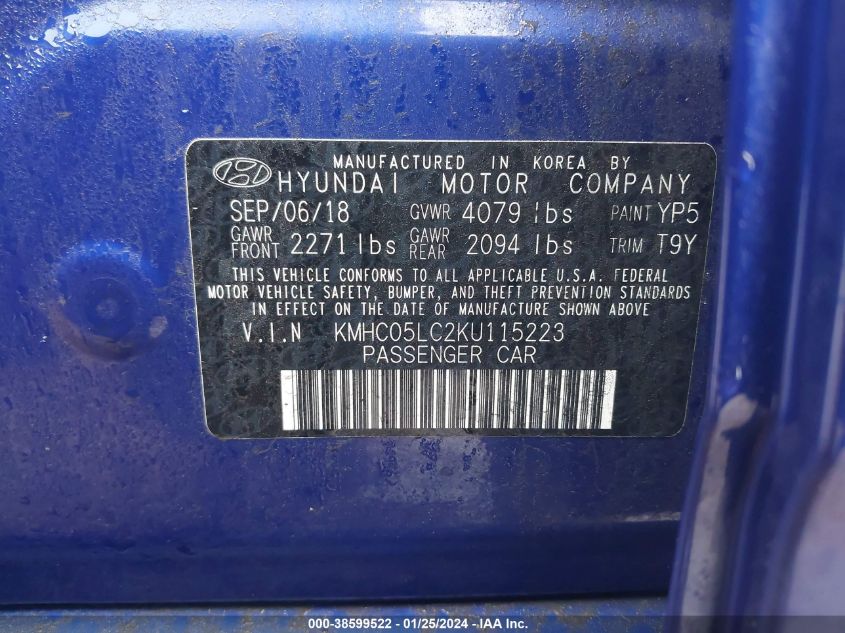 MANUFACTURED IN KOREA BY
HYUNDAI MOTOR COMPANY
SEP/06/18 GVWR 4079 lbs PAINT YP5
GAWR FRONT 2271 lbs GAWR REAR 2094 lbs TRIM T9Y
THIS VEHICLE CONFORMS TO ALL APPLICABLE U.S.A. FEDERAL
MOTOR VEHICLE SAFETY, BUMPER, AND THEFT PREVENTION STANDARDS
IN EFFECT ON THE DATE OF MANUFACTURE SHOWN ABOVE.
V.I.N KMHC05LC2KU115223
PASSENGER CAR
000-38599522 - 01/25/2024 - IAA Inc.